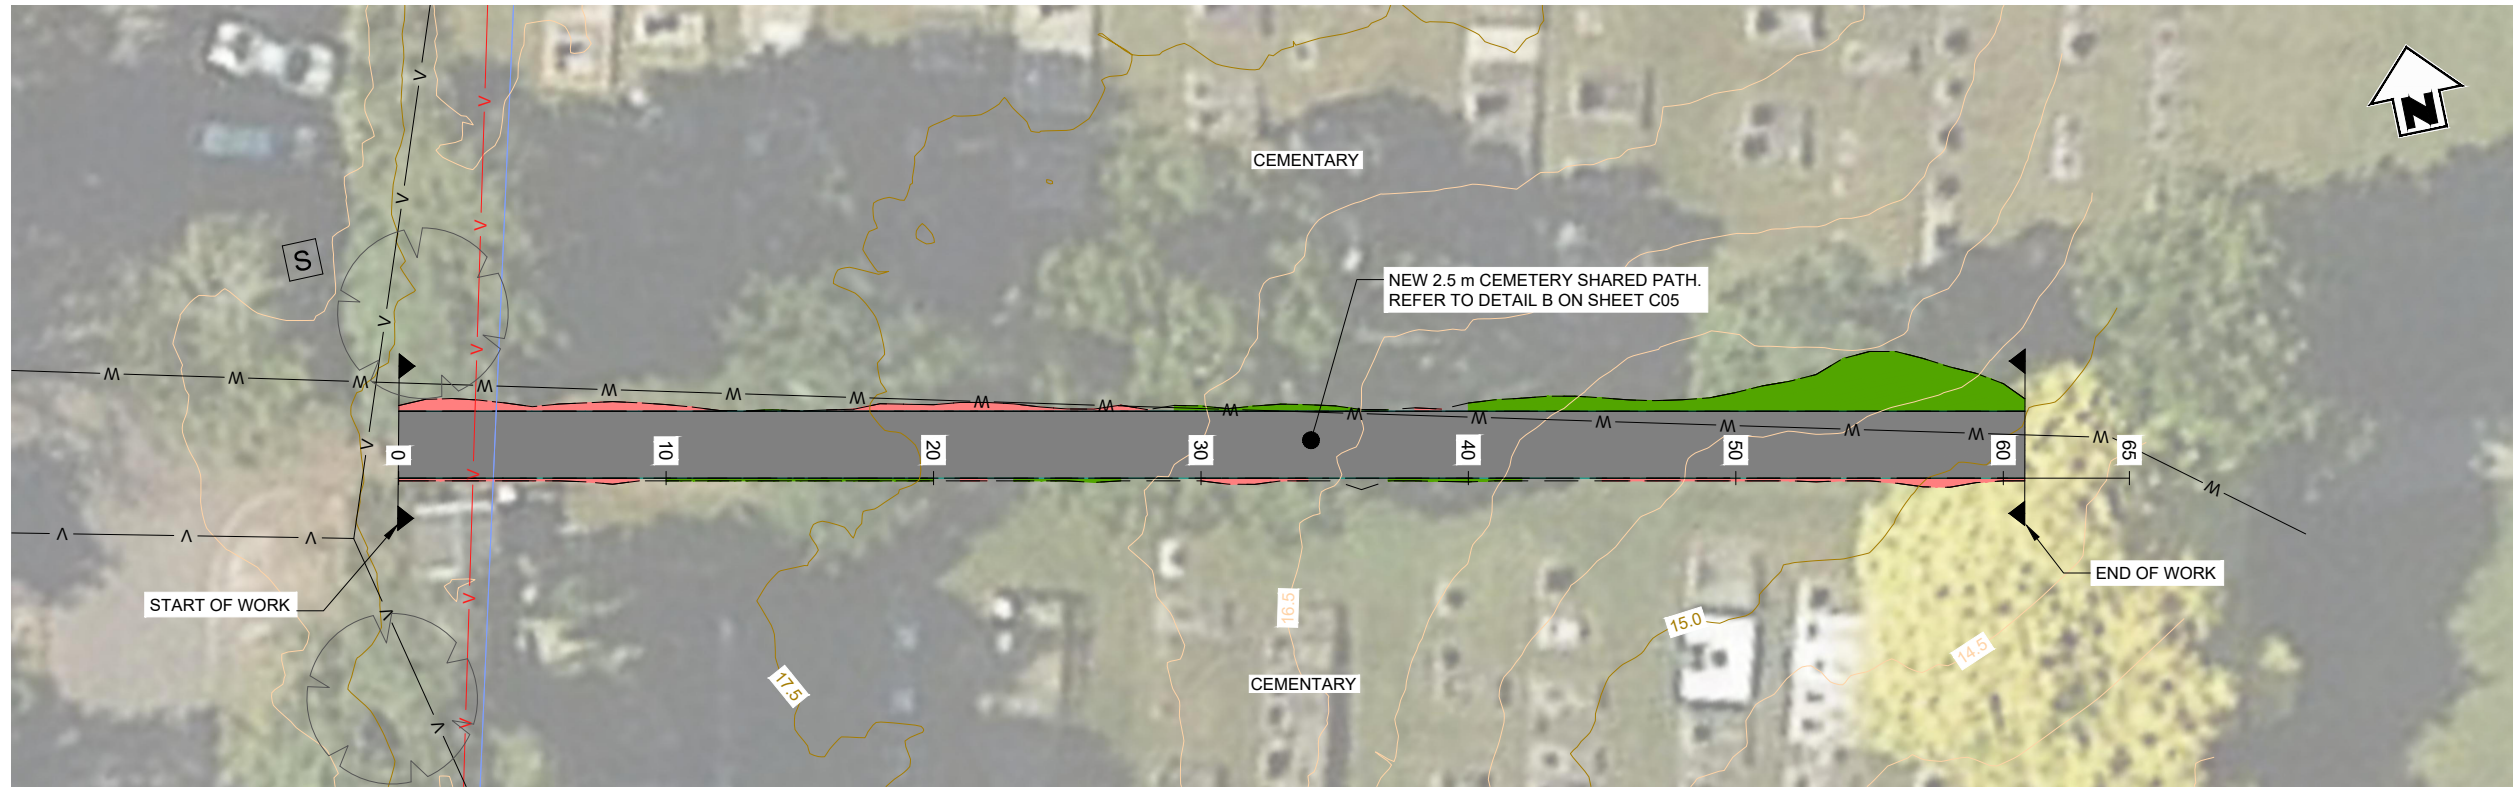 N
CEMENTARY
S
NEW 2.5 m CEMETERY SHARED PATH.
REFER TO DETAIL B ON SHEET C05
V V V V V V V V V V V V
W W W W W W W W W W W W W W W W W W
0 10 20 30 40 50 60 65
START OF WORK
END OF WORK
16.5
15.0
14.5
17.5
CEMENTARY